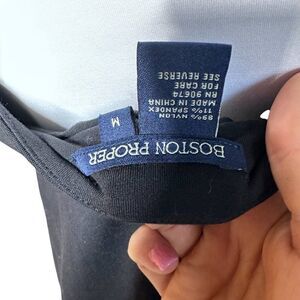 BOSTON PROPER
M
89% NYLON
11% SPANDEX
MADE IN CHINA
RN 90674
FOR CARE
SEE REVERSE